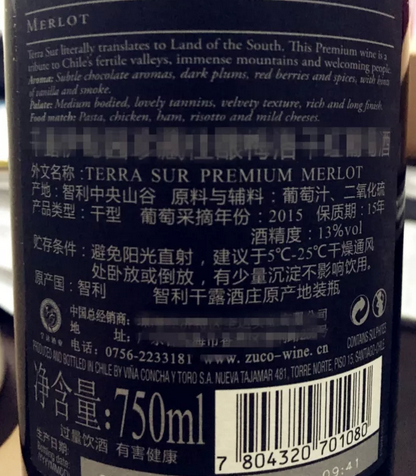 MERLOT
Terra Sur literally translates to Land of the South. This Premium wine is a
tribute to Chile's fertile valleys, immense mountains and welcoming people.
Aroma: Subtle chocolate aromas, dark plums, red berries and spices, with
of vanilla and smoke.
Palate: Medium bodied, lovely tannins, velvety texture, rich and long finish.
Food match: Pasta, chicken, ham, risotto and mild cheeses.
酒
外文名称:TERRA SUR PREMIUM MERLOT
产地:智利中央山谷 原料与辅料:葡萄汁、二氧化硫
产品类型:干型 葡萄采摘年份:2015 保质期:15年
酒精度:13%vol
贮存条件:避免阳光直射,建议于5℃-25℃干燥通风
处卧放或倒放,有少量沉淀不影响饮用。
原产国:智利 智利干露酒庄原产地装瓶
中国总经销商:
地 址:
电话:0756-2233181 www.zuco-wine.cn
CONTAINS SULPHITES
PRODUCED AND BOTTLED IN CHILE BY VIÑA CONCHA Y TORO S.A. NUEVA TAJAMAR 481, TORRE NORTE, PISO 15, SANTIAGO-CHILE
净含量:750ml
过量饮酒 有害健康
生产日期:
7 804320 701080
09:41